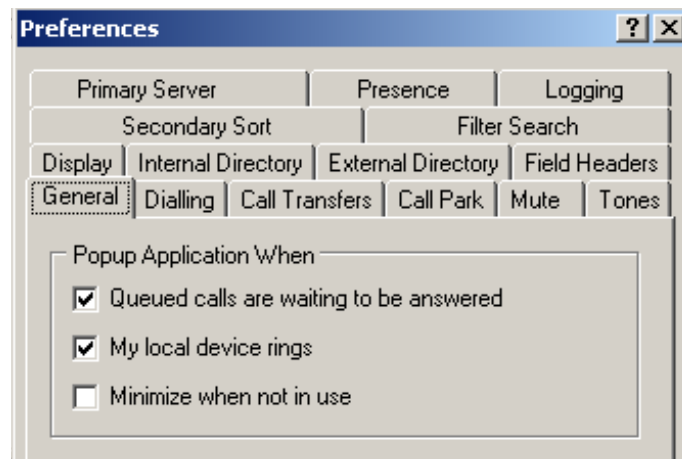 Preferences
Primary Server Presence Logging
Secondary Sort Filter Search
Display Internal Directory External Directory Field Headers
General Dialling Call Transfers Call Park Mute Tones
Popup Application When
Queued calls are waiting to be answered
My local device rings
Minimize when not in use